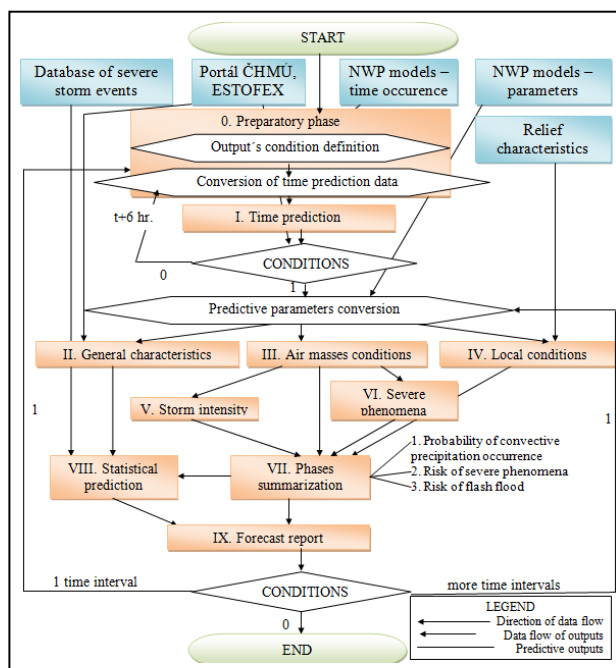 START
Database of severe
storm events
Portál ČHMÚ,
ESTOFEX
NWP models –
time occurence
NWP models –
parameters
0. Preparatory phase
Relief
characteristics
Output´s condition definition
Conversion of time prediction data
t+6 hr.
I. Time prediction
CONDITIONS
0
1
Predictive parameters conversion
II. General characteristics
III. Air masses conditions
IV. Local conditions
VI. Severe
phenomena
V. Storm intensity
1
1
1. Probability of convective
precipitation occurrence
2. Risk of severe phenomena
3. Risk of flash flood
VIII. Statistical
prediction
VII. Phases
summarization
IX. Forecast report
1 time interval
CONDITIONS
more time intervals
0
END
LEGEND
Direction of data flow
Data flow of outputs
Predictive outputs